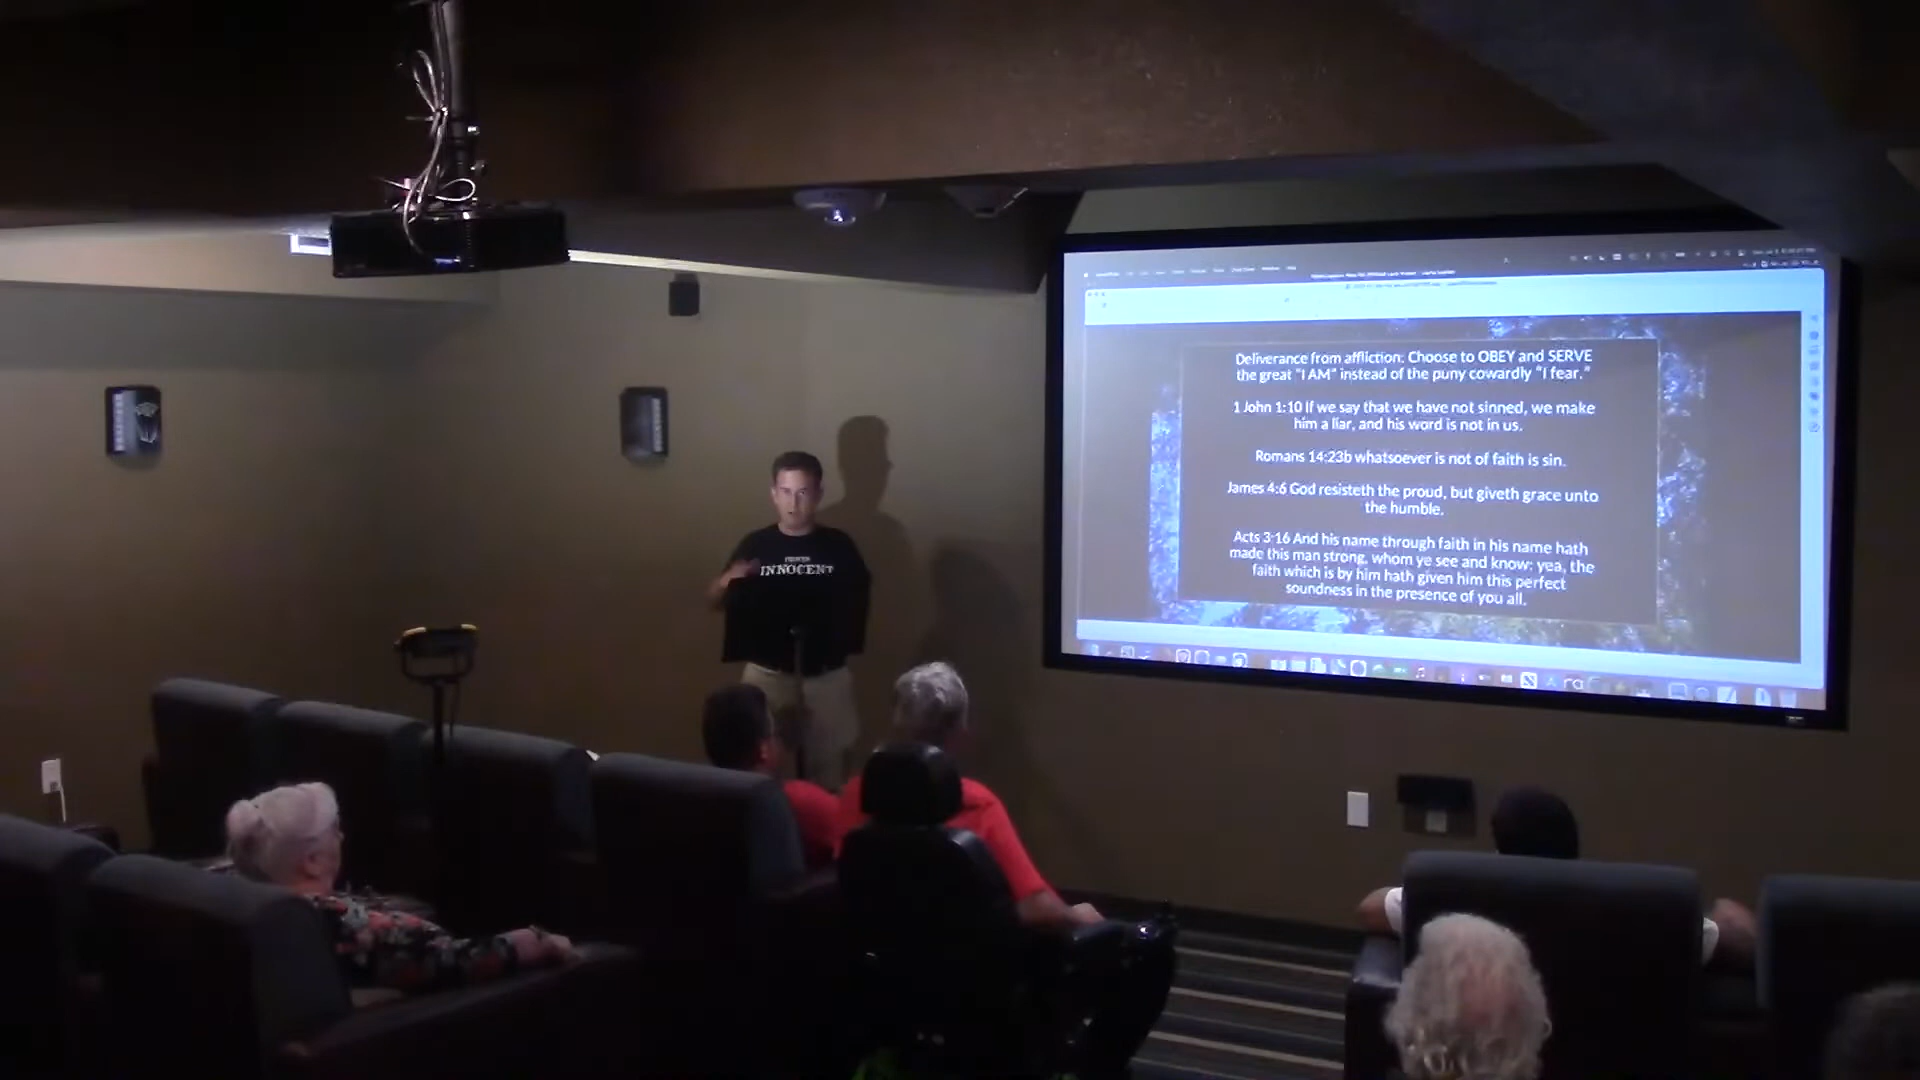 Deliverance from affliction: Choose to OBEY and SERVE
the great "I AM" instead of the puny cowardly "I fear."
1 John 1:10 If we say that we have not sinned, we make
him a liar, and his word is not in us.
Romans 14:23b whatsoever is not of faith is sin.
James 4:6 God resisteth the proud, but giveth grace unto
the humble.
Acts 3:16 And his name through faith in his name hath
made this man strong, whom ye see and know: yea, the
faith which is by him hath given him this perfect
soundness in the presence of you all.
INNOCENT